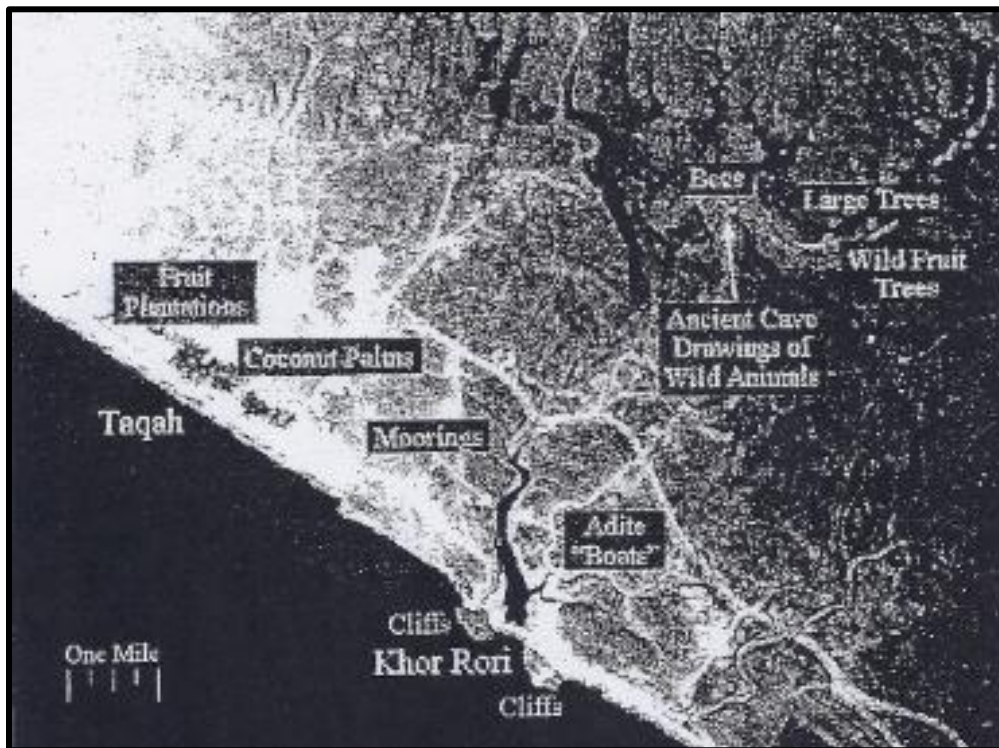 Bees
Large Trees
Wild Fruit
Trees
Fruit
Plantations
Ancient Cave
Drawings of
Wild Animals
Coconut Palms
Taqah
Moorings
Adite
"Boats"
Cliffs
Khor Rori
One Mile
Cliffs